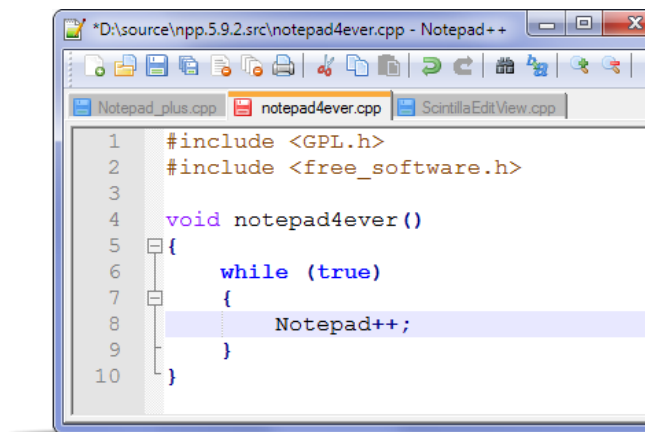 *D:\source\npp.5.9.2.src\notepad4ever.cpp - Notepad++
Notepad_plus.cpp notepad4ever.cpp ScintillaEditView.cpp
1 #include <GPL.h>
2 #include <free_software.h>
3
4 void notepad4ever()
5 {
6 while (true)
7 {
8 Notepad++;
9 }
10 }